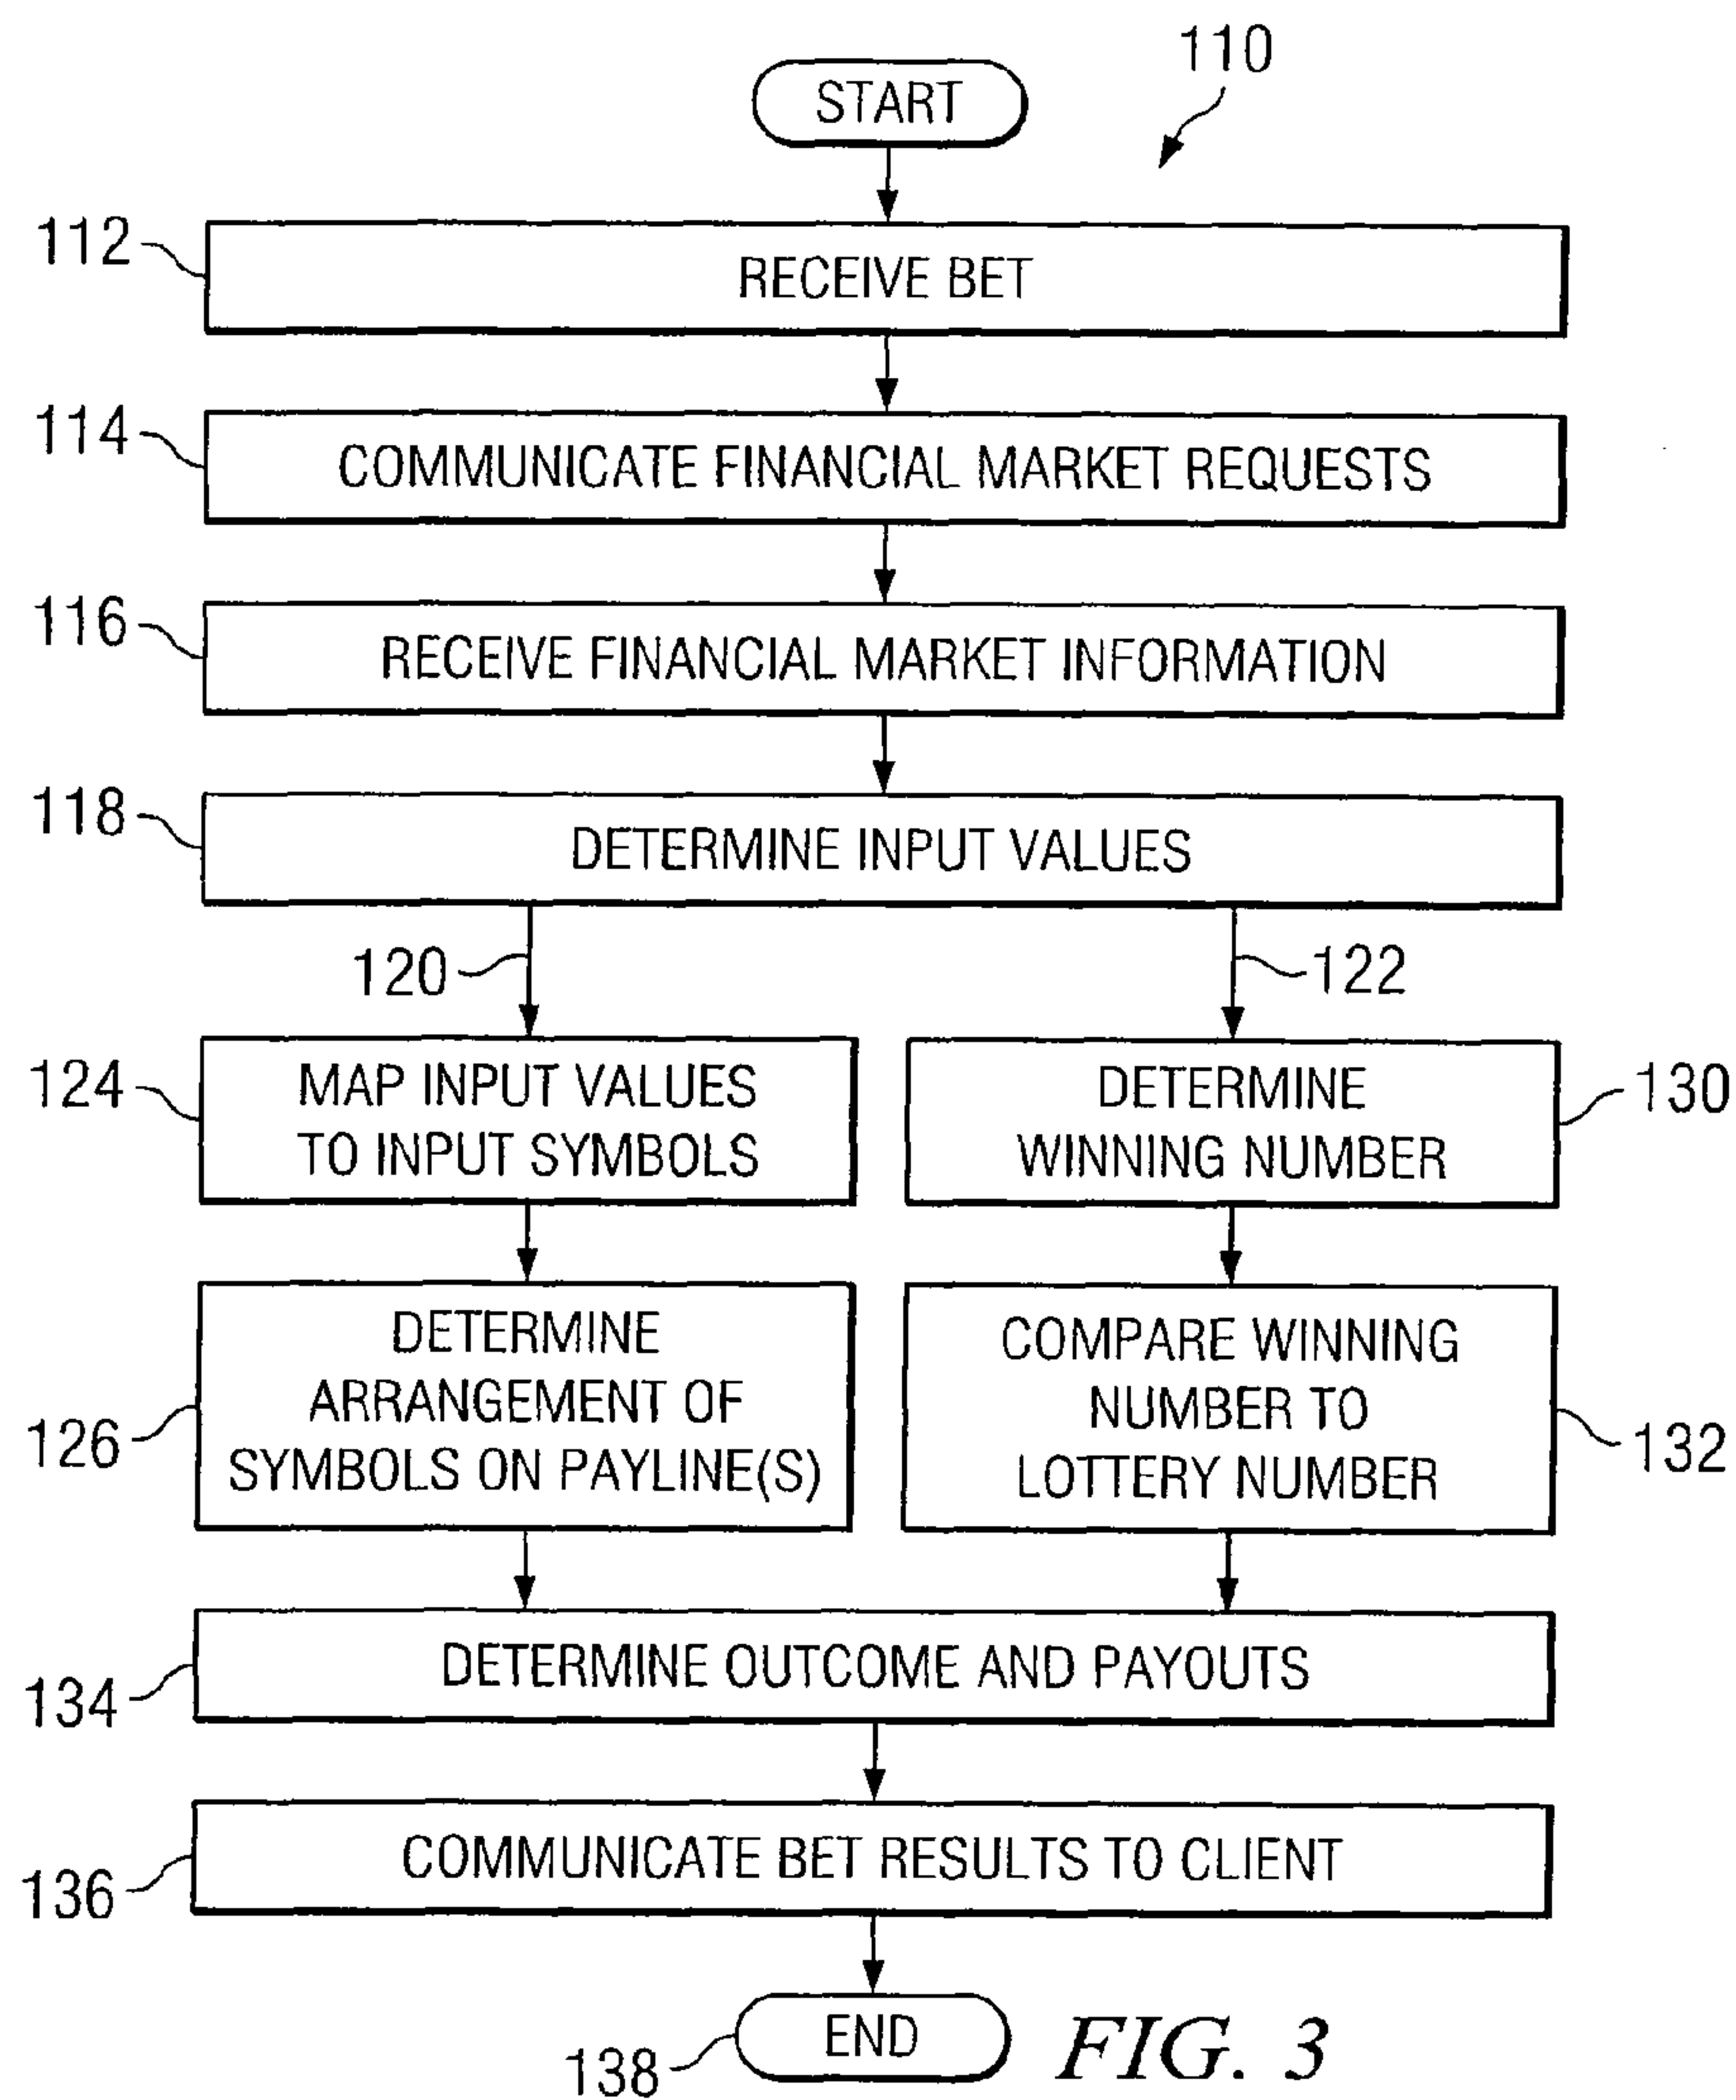 110
START
112
RECEIVE BET
114
COMMUNICATE FINANCIAL MARKET REQUESTS
116
RECEIVE FINANCIAL MARKET INFORMATION
118
DETERMINE INPUT VALUES
120
122
124
MAP INPUT VALUES
TO INPUT SYMBOLS
DETERMINE
WINNING NUMBER
130
126
DETERMINE
ARRANGEMENT OF
SYMBOLS ON PAYLINE(S)
COMPARE WINNING
NUMBER TO
LOTTERY NUMBER
132
134
DETERMINE OUTCOME AND PAYOUTS
136
COMMUNICATE BET RESULTS TO CLIENT
138
END
FIG. 3